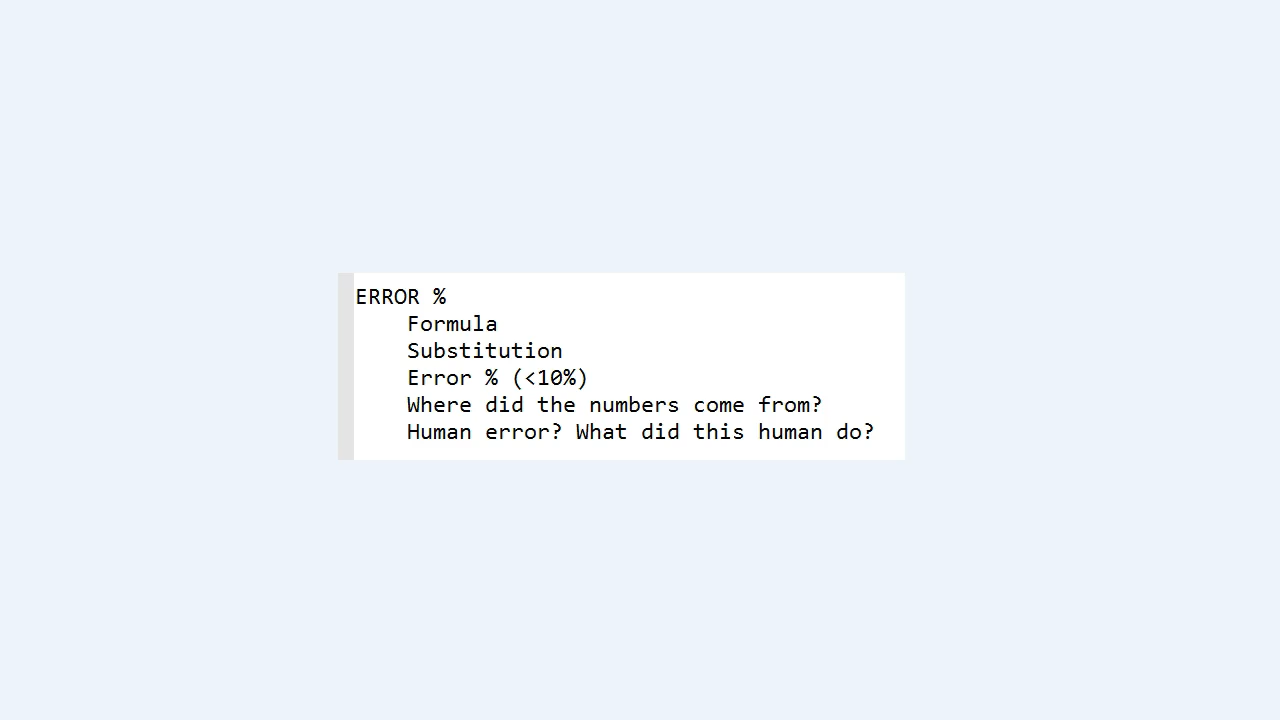 ERROR %
Formula
Substitution
Error % (<10%)
Where did the numbers come from?
Human error? What did this human do?